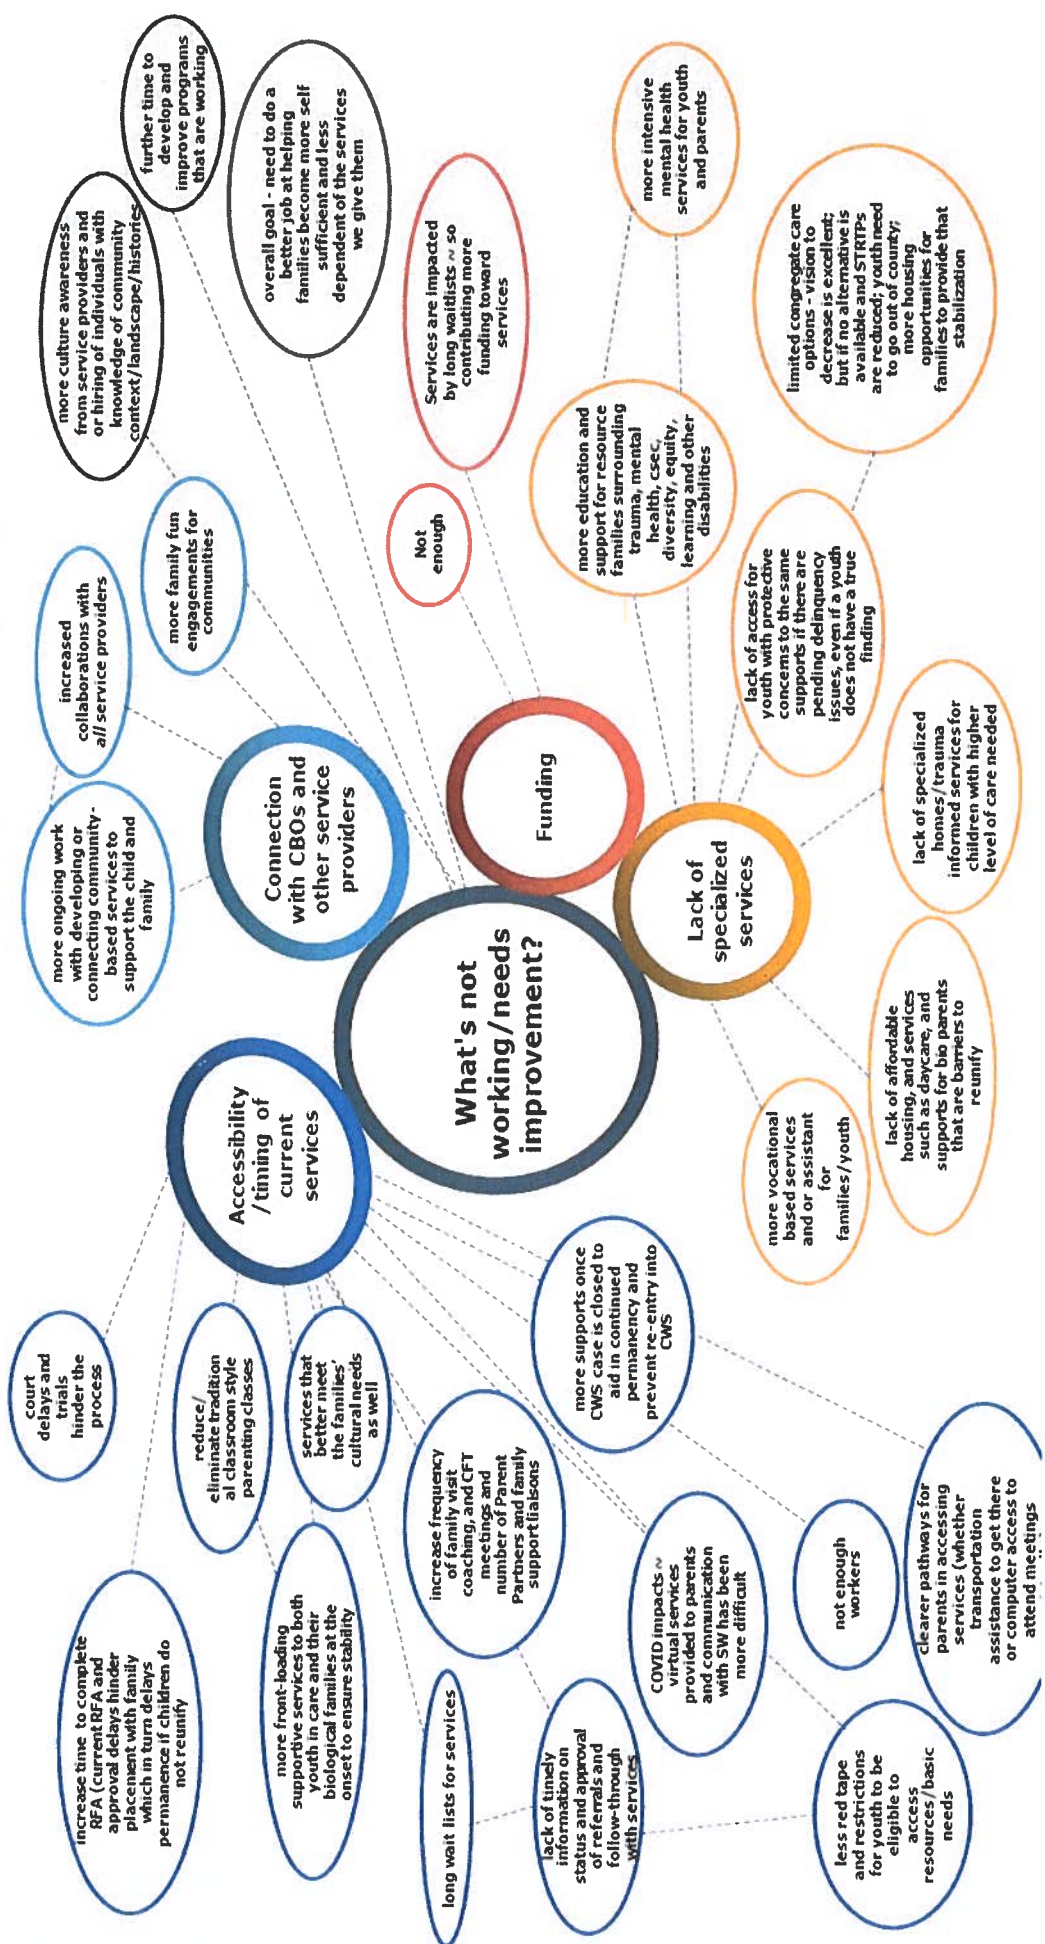 What's not
working/needs
improvement?
Accessibility
/timing of
current
services
court
delays and
trials
hinder the
process
increase time to complete
RFA (current RFA and
approval delays hinder
placement with family
which in turn delays
permanence if children do
not reunify
reduce/
eliminate tradition
al classroom style
parenting classes
more front-loading
supportive services to both
youth in care and their
biological families at the
onset to ensure stability
services that
better meet
the families'
cultural needs
as well
long wait lists for services
increase frequency
of family visit
coaching, and CFT
meetings and
number of Parent
Partners and family
support liaisons
lack of timely
information on
status and approval
of referrals and
follow-through
with services
more supports once
CWS case is closed to
aid in continued
permanency and
prevent re-entry into
CWS
COVID impacts ~
virtual services
provided to parents
and communication
with SW has been
more difficult
not enough
workers
less red tape
and restrictions
for youth to be
eligible to
access
resources/basic
needs
clearer pathways for
parents in accessing
services (whether
transportation
assistance to get there
or computer access to
attend meetings
Connection
with CBOs and
other service
providers
more ongoing work
with developing or
connecting community-
based services to
support the child and
family
increased
collaborations with
all service providers
more family fun
engagements for
communities
more culture awareness
from service providers and
or hiring of individuals with
knowledge of community
context/landscape/histories
further time to
develop and
improve programs
that are working
overall goal - need to do a
better job at helping
families become more self
sufficient and less
dependent of the services
we give them
Funding
Not
enough
Services are impacted
by long waitlists ~ so
contributing more
funding toward
services
Lack of
specialized
services
more education and
support for resource
families surrounding
trauma, mental
health, csec,
diversity, equity,
learning and other
disabilities
more intensive
mental health
services for youth
and parents
lack of access for
youth with protective
concerns to the same
supports if there are
pending delinquency
issues, even if a youth
does not have a true
finding
limited congregate care
options - vision to
decrease is excellent;
but if no alternative is
available and STRTPs
are reduced; youth need
to go out of county;
more housing
opportunities for
families to provide that
stabilization
lack of specialized
homes/trauma
informed services for
children with higher
level of care needed
lack of affordable
housing, and services
such as daycare, and
supports for bio parents
that are barriers to
reunify
more vocational
based services
and or assistant
for
families/youth